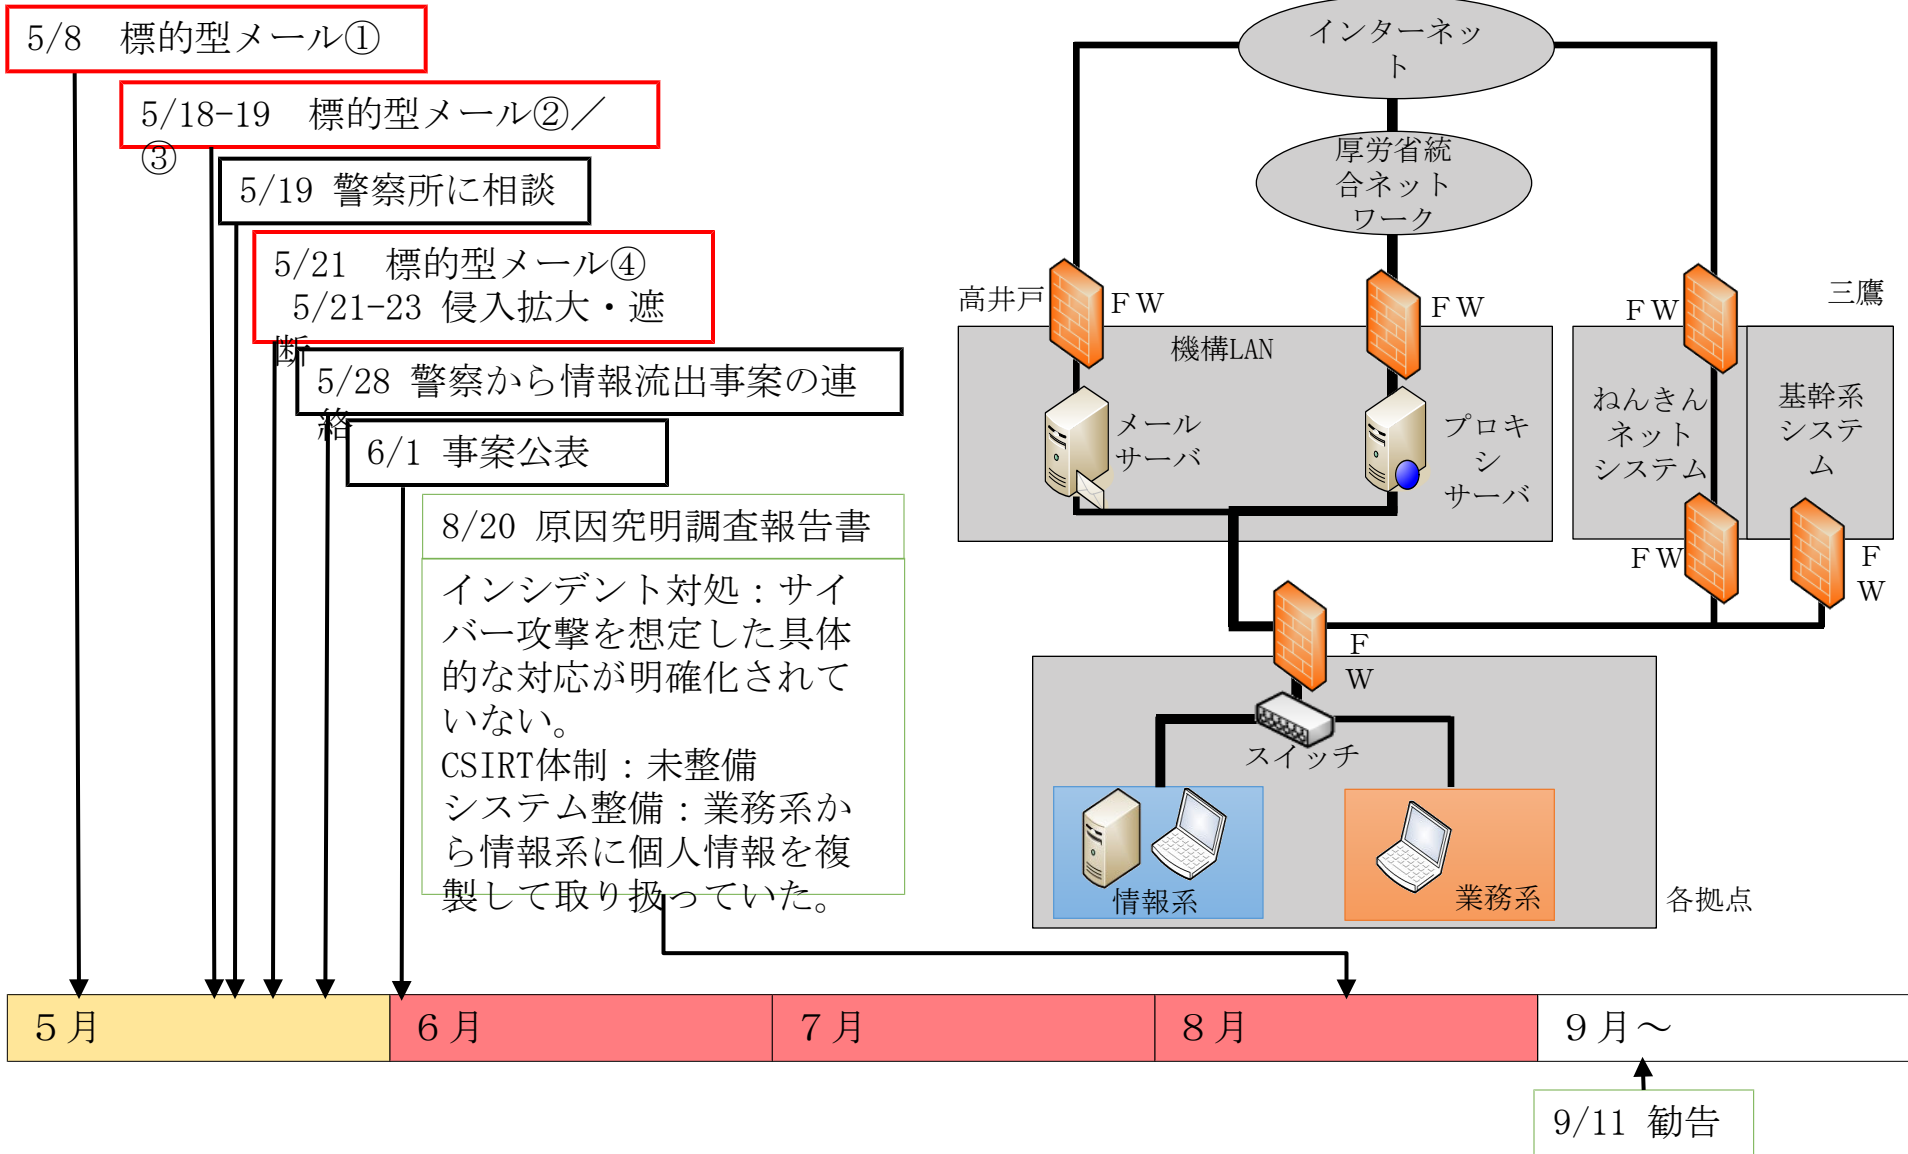 5/8　標的型メール①
5/18-19　標的型メール②／
③
5/19 警察所に相談
5/21　標的型メール④
5/21-23 侵入拡大・遮
断
5/28 警察から情報流出事案の連
絡
6/1 事案公表
8/20 原因究明調査報告書
インシデント対処：サイ
バー攻撃を想定した具体
的な対応が明確化されて
いない。
CSIRT体制：未整備
システム整備：業務系か
ら情報系に個人情報を複
製して取り扱っていた。
インターネッ
ト
厚労省統
合ネット
ワーク
高井戸
ＦＷ
ＦＷ
ＦＷ
三鷹
機構LAN
メール
サーバ
プロキ
シ
サーバ
ねんきん
ネット
システム
基幹系
システ
ム
ＦＷ
Ｆ
Ｗ
Ｆ
Ｗ
スイッチ
情報系
業務系
各拠点
５月
６月
７月
８月
９月～
9/11 勧告